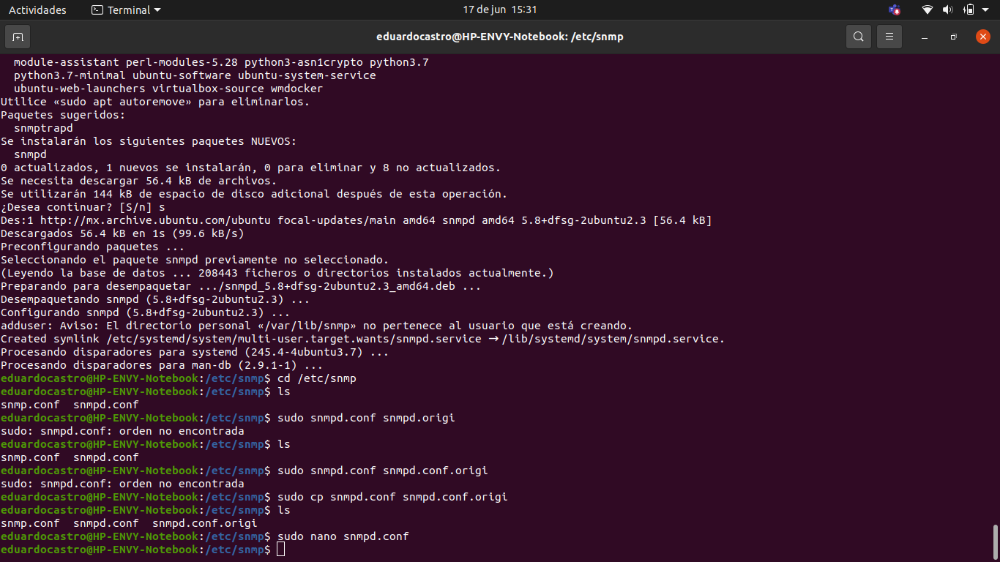 Actividades Terminal 17 de jun 15:31
eduardocastro@HP-ENVY-Notebook: /etc/snmp
module-assistant perl-modules-5.28 python3-asn1crypto python3.7
python3.7-minimal ubuntu-software ubuntu-system-service
ubuntu-web-launchers virtualbox-source wmdocker
Utilice «sudo apt autoremove» para eliminarlos.
Paquetes sugeridos:
snmptrapd
Se instalarán los siguientes paquetes NUEVOS:
snmpd
0 actualizados, 1 nuevos se instalarán, 0 para eliminar y 8 no actualizados.
Se necesita descargar 56.4 kB de archivos.
Se utilizarán 144 kB de espacio de disco adicional después de esta operación.
¿Desea continuar? [S/n] s
Des:1 http://mx.archive.ubuntu.com/ubuntu focal-updates/main amd64 snmpd amd64 5.8+dfsg-2ubuntu2.3 [56.4 kB]
Descargados 56.4 kB en 1s (99.6 kB/s)
Preconfigurando paquetes ...
Seleccionando el paquete snmpd previamente no seleccionado.
(Leyendo la base de datos ... 208443 ficheros o directorios instalados actualmente.)
Preparando para desempaquetar .../snmpd_5.8+dfsg-2ubuntu2.3_amd64.deb ...
Desempaquetando snmpd (5.8+dfsg-2ubuntu2.3) ...
Configurando snmpd (5.8+dfsg-2ubuntu2.3) ...
adduser: Aviso: El directorio personal «/var/lib/snmp» no pertenece al usuario que está creando.
Created symlink /etc/systemd/system/multi-user.target.wants/snmpd.service → /lib/systemd/system/snmpd.service.
Procesando disparadores para systemd (245.4-4ubuntu3.7) ...
Procesando disparadores para man-db (2.9.1-1) ...
eduardocastro@HP-ENVY-Notebook:/etc/snmp$ cd /etc/snmp
eduardocastro@HP-ENVY-Notebook:/etc/snmp$ ls
snmp.conf snmpd.conf
eduardocastro@HP-ENVY-Notebook:/etc/snmp$ sudo snmpd.conf snmpd.origi
sudo: snmpd.conf: orden no encontrada
eduardocastro@HP-ENVY-Notebook:/etc/snmp$ ls
snmp.conf snmpd.conf
eduardocastro@HP-ENVY-Notebook:/etc/snmp$ sudo snmpd.conf snmpd.conf.origi
sudo: snmpd.conf: orden no encontrada
eduardocastro@HP-ENVY-Notebook:/etc/snmp$ sudo cp snmpd.conf snmpd.conf.origi
eduardocastro@HP-ENVY-Notebook:/etc/snmp$ ls
snmp.conf snmpd.conf snmpd.conf.origi
eduardocastro@HP-ENVY-Notebook:/etc/snmp$ sudo nano snmpd.conf
eduardocastro@HP-ENVY-Notebook:/etc/snmp$